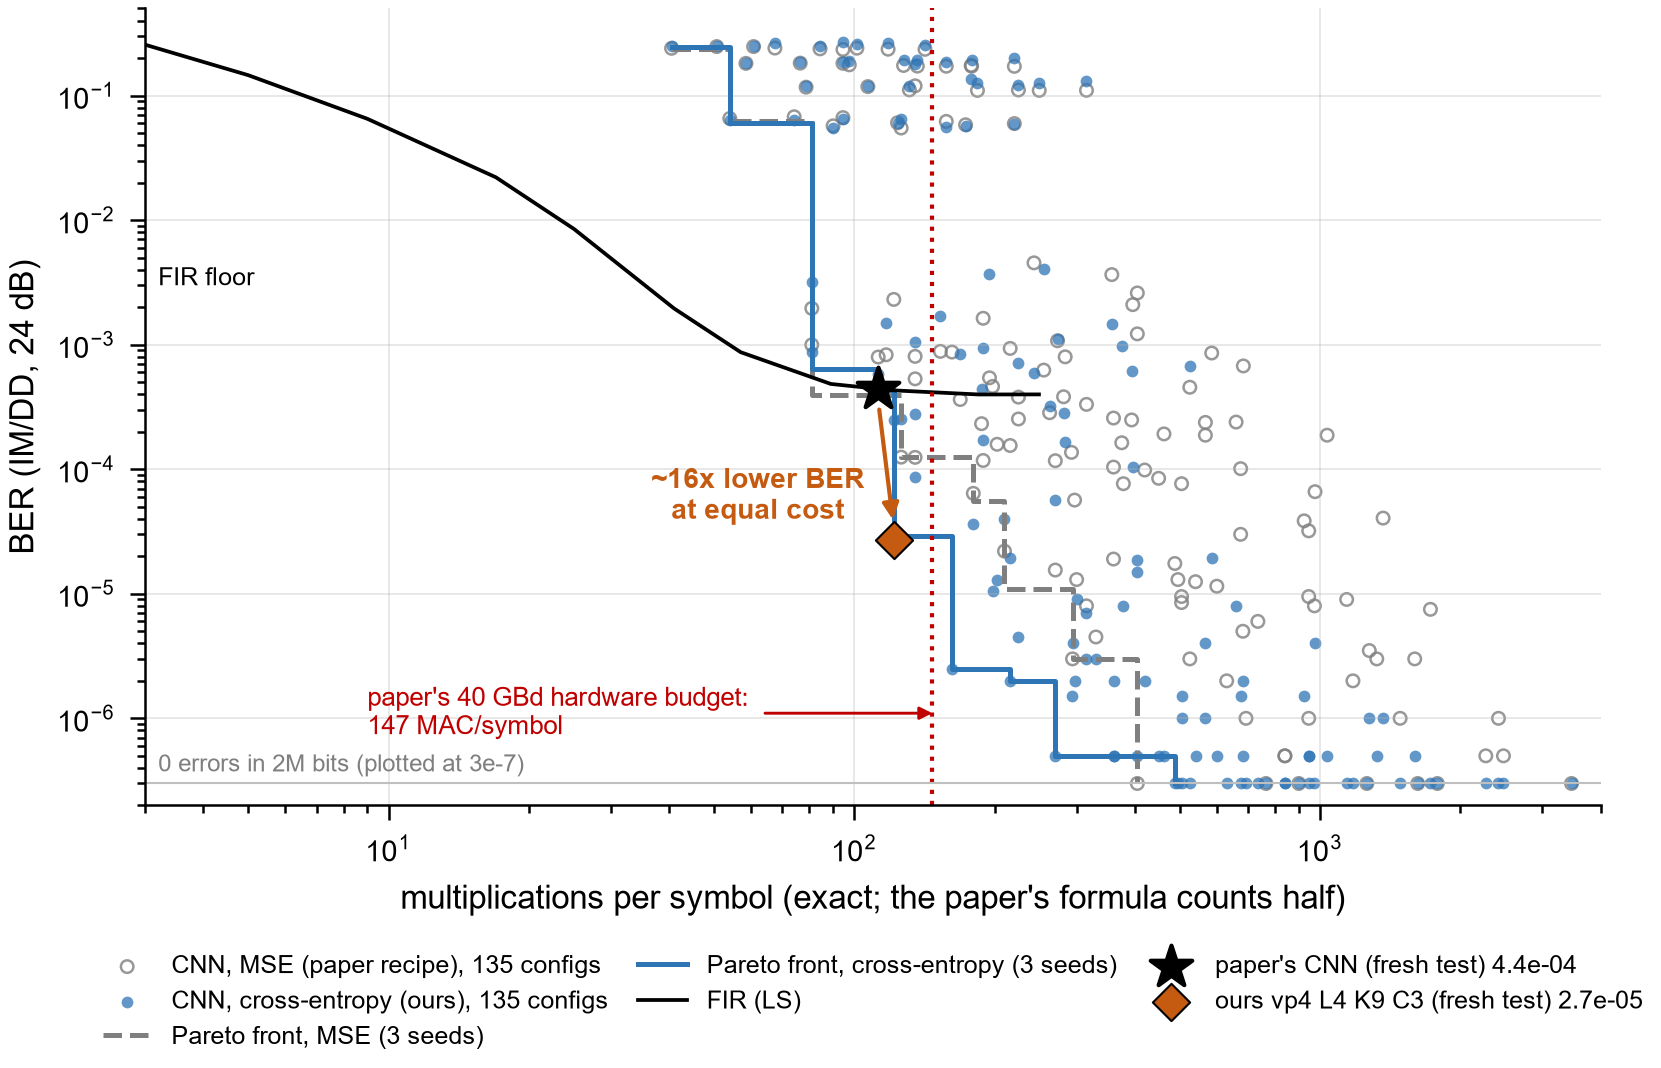 BER (IM/DD, 24 dB)
10⁻¹
10⁻²
10⁻³
10⁻⁴
10⁻⁵
10⁻⁶
FIR floor
~16x lower BER
at equal cost
paper's 40 GBd hardware budget:
147 MAC/symbol
0 errors in 2M bits (plotted at 3e-7)
10¹
10²
10³
multiplications per symbol (exact; the paper's formula counts half)
CNN, MSE (paper recipe), 135 configs
CNN, cross-entropy (ours), 135 configs
Pareto front, MSE (3 seeds)
Pareto front, cross-entropy (3 seeds)
FIR (LS)
paper's CNN (fresh test) 4.4e-04
ours vp4 L4 K9 C3 (fresh test) 2.7e-05